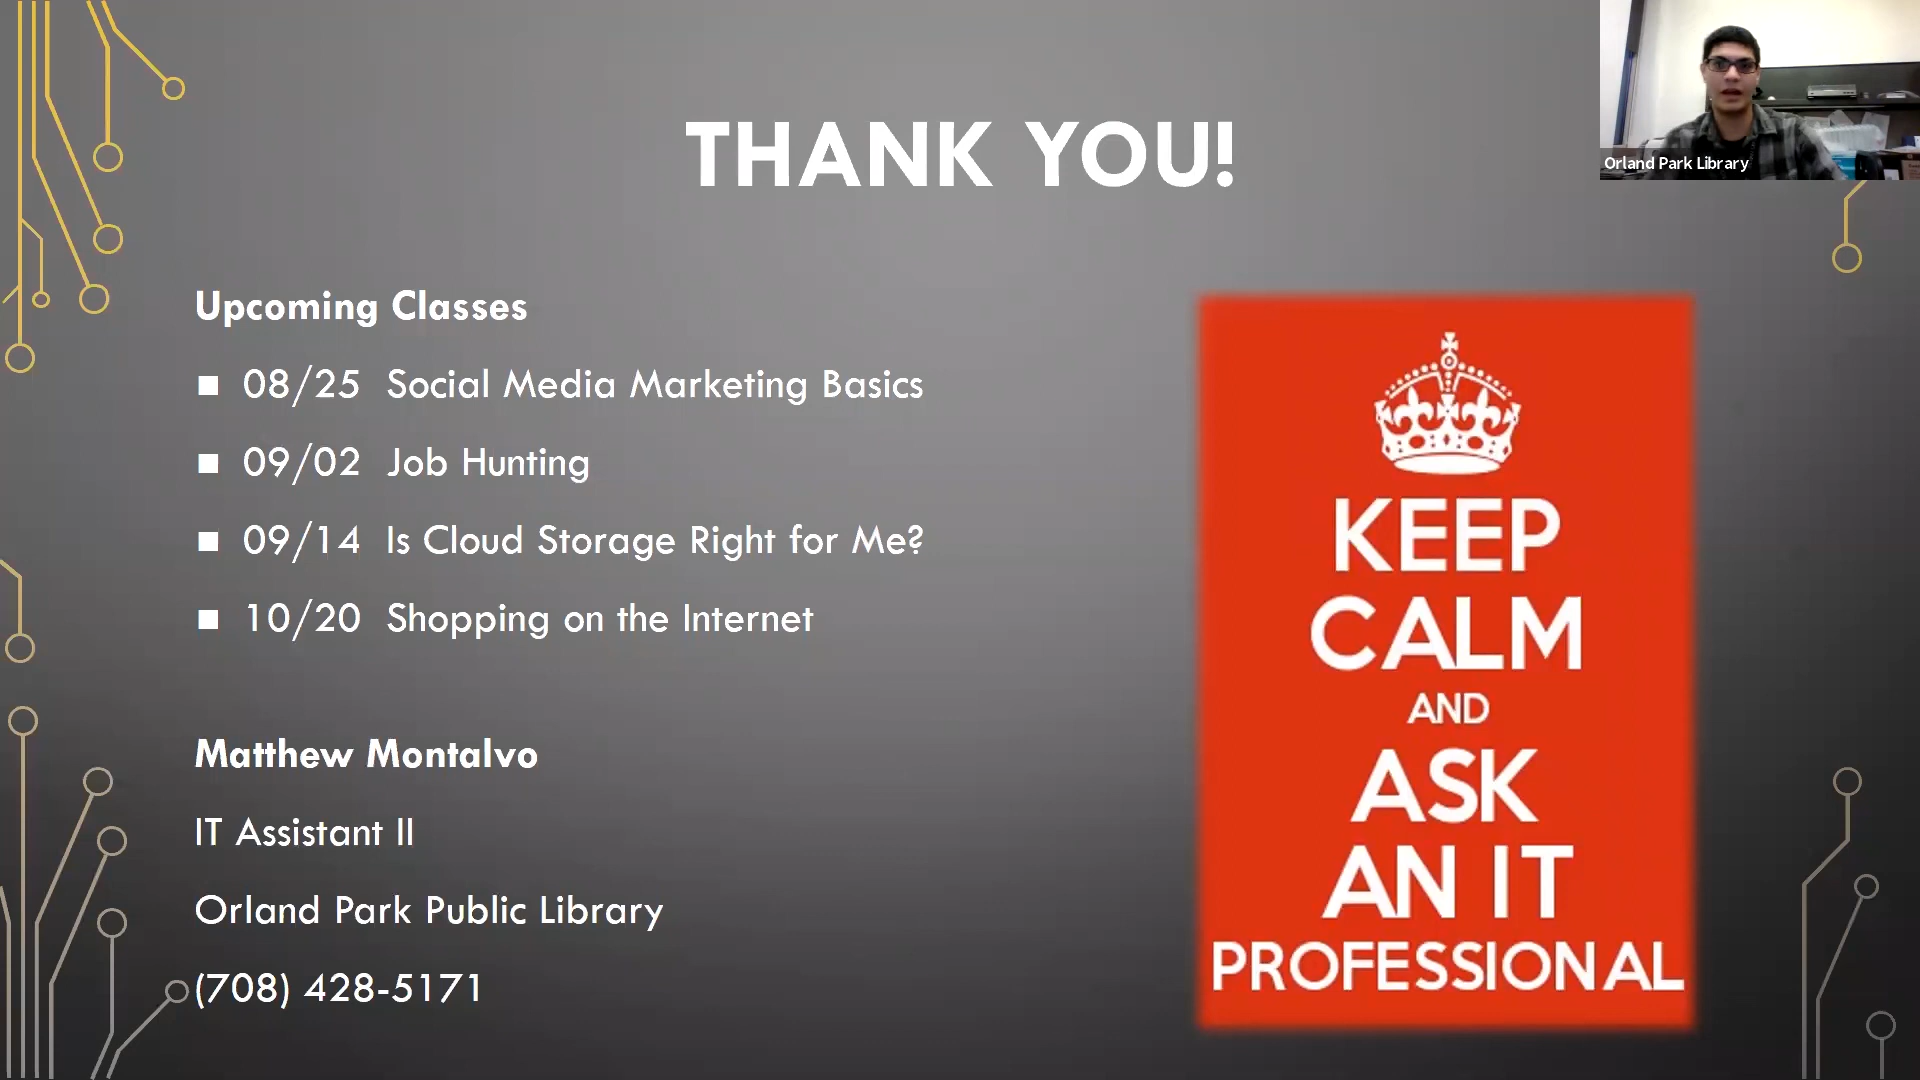 THANK YOU!
Orland Park Library
Upcoming Classes
■ 08/25 Social Media Marketing Basics
■ 09/02 Job Hunting
■ 09/14 Is Cloud Storage Right for Me?
■ 10/20 Shopping on the Internet
Matthew Montalvo
IT Assistant II
Orland Park Public Library
(708) 428-5171
KEEP
CALM
AND
ASK
AN IT
PROFESSIONAL